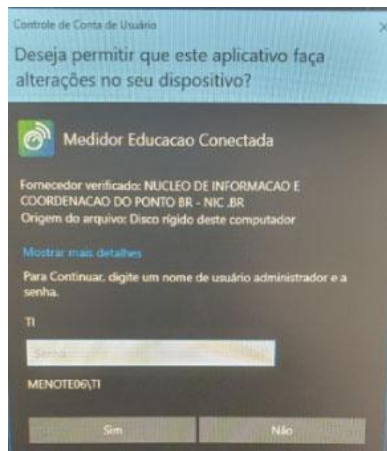 Controle de Conta de Usuário
Deseja permitir que este aplicativo faça
alterações no seu dispositivo?
Medidor Educacao Conectada
Fornecedor verificado: NUCLEO DE INFORMACAO E
COORDENACAO DO PONTO BR - NIC .BR
Origem do arquivo: Disco rígido deste computador
Mostrar mais detalhes
Para Continuar, digite um nome de usuário administrador e a
senha.
TI
Senha
MENOTE06\TI
Sim Não